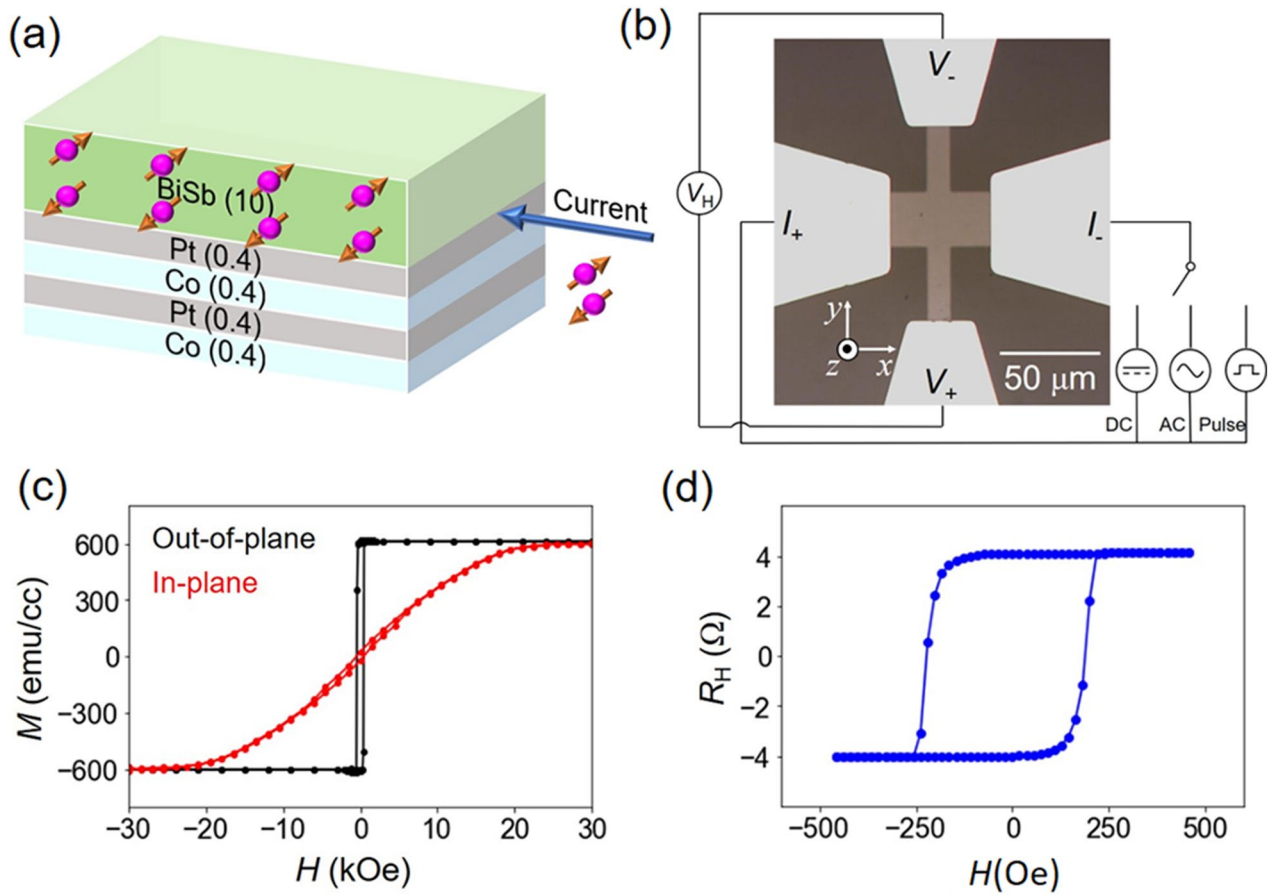 (a)
BiSb (10)
Pt (0.4)
Co (0.4)
Pt (0.4)
Co (0.4)
Current
(b)
V-
VH
I+
I-
y
z x
50 μm
V+
DC AC Pulse
(c)
Out-of-plane
In-plane
600
300
0
−300
−600
M (emu/cc)
−30 −20 −10 0 10 20 30
H (kOe)
(d)
4
2
0
−2
−4
RH (Ω)
−500 −250 0 250 500
H(Oe)